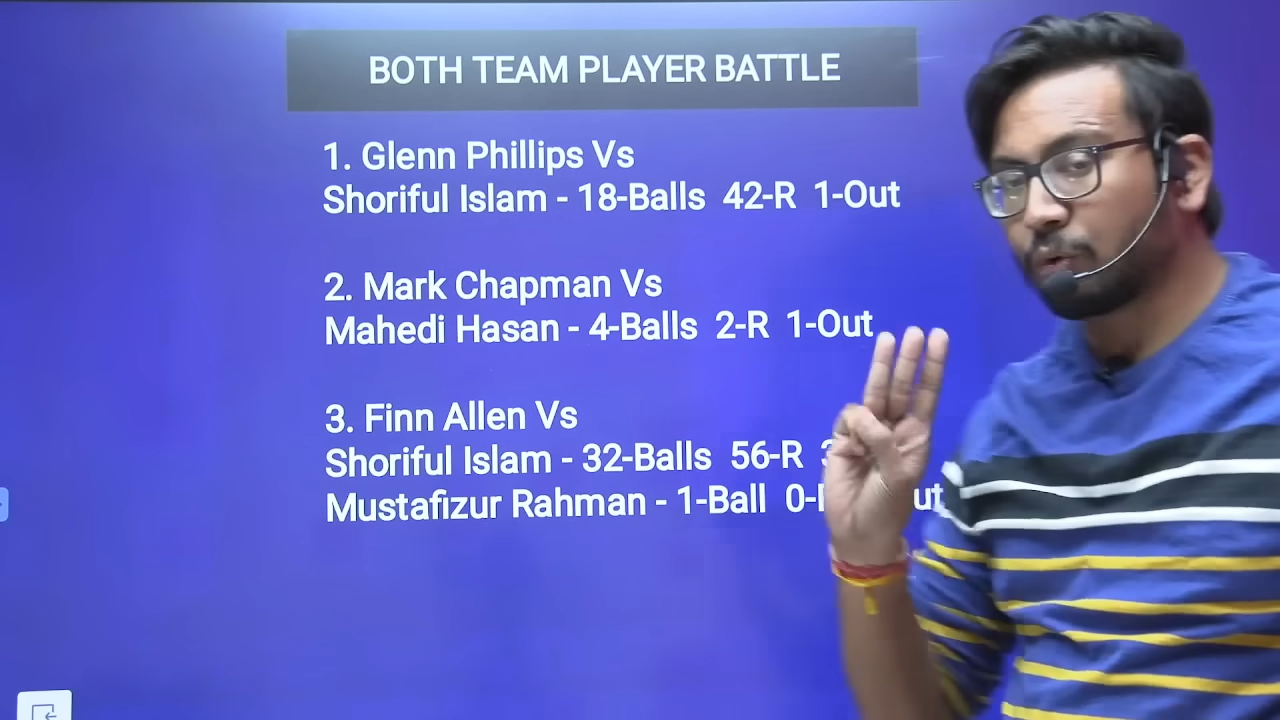 BOTH TEAM PLAYER BATTLE
1. Glenn Phillips Vs
Shoriful Islam - 18-Balls 42-R 1-Out
2. Mark Chapman Vs
Mahedi Hasan - 4-Balls 2-R 1-Out
3. Finn Allen Vs
Shoriful Islam - 32-Balls 56-R
Mustafizur Rahman - 1-Ball